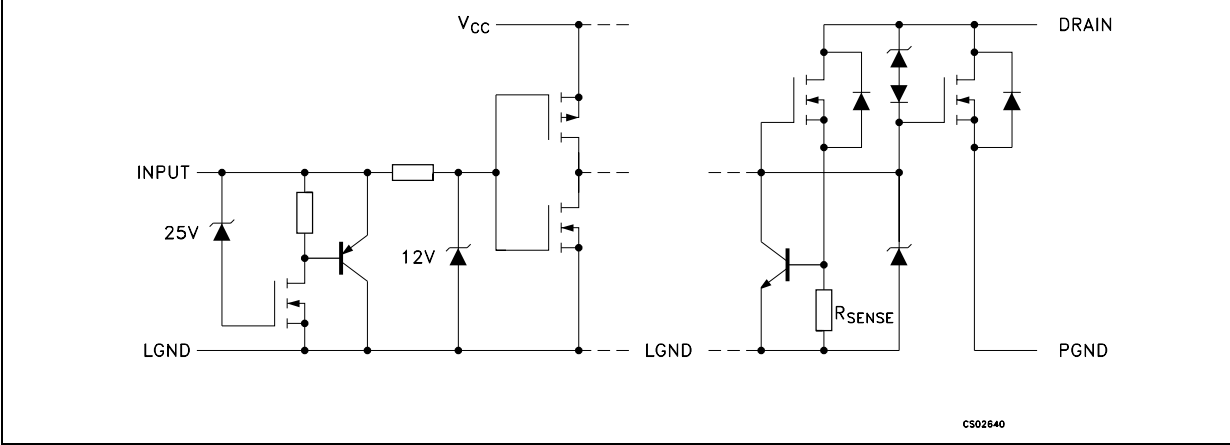 VCC
DRAIN
INPUT
25V
12V
RSENSE
LGND
LGND
PGND
CS02640